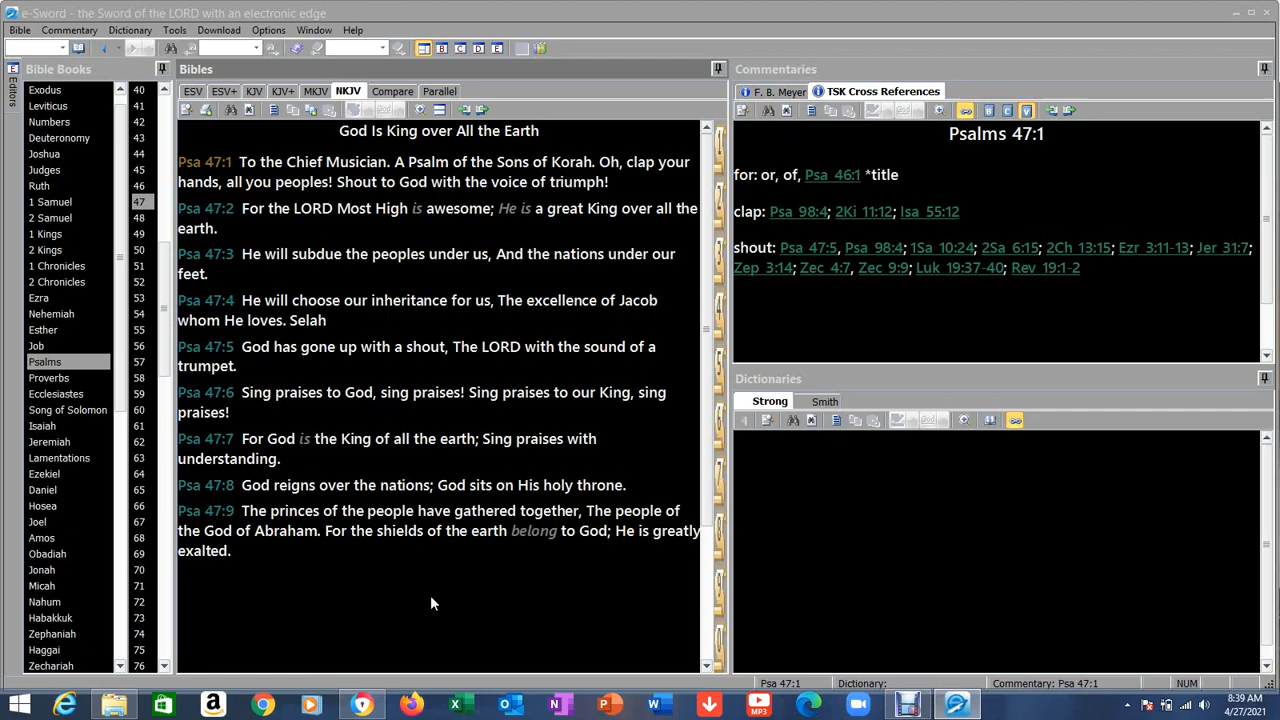 e-Sword - the Sword of the LORD with an electronic edge
Bible Commentary Dictionary Tools Download Options Window Help
B C D E
Editors
Bible Books
Exodus
Leviticus
Numbers
Deuteronomy
Joshua
Judges
Ruth
1 Samuel
2 Samuel
1 Kings
2 Kings
1 Chronicles
2 Chronicles
Ezra
Nehemiah
Esther
Job
Psalms
Proverbs
Ecclesiastes
Song of Solomon
Isaiah
Jeremiah
Lamentations
Ezekiel
Daniel
Hosea
Joel
Amos
Obadiah
Jonah
Micah
Nahum
Habakkuk
Zephaniah
Haggai
Zechariah
40
41
42
43
44
45
46
47
48
49
50
51
52
53
54
55
56
57
58
59
60
61
62
63
64
65
66
67
68
69
70
71
72
73
74
75
76
Bibles
ESV ESV+ KJV KJV+ MKJV NKJV Compare Parallel
God Is King over All the Earth
Psa 47:1 To the Chief Musician. A Psalm of the Sons of Korah. Oh, clap your
hands, all you peoples! Shout to God with the voice of triumph!
Psa 47:2 For the LORD Most High is awesome; He is a great King over all the
earth.
Psa 47:3 He will subdue the peoples under us, And the nations under our
feet.
Psa 47:4 He will choose our inheritance for us, The excellence of Jacob
whom He loves. Selah
Psa 47:5 God has gone up with a shout, The LORD with the sound of a
trumpet.
Psa 47:6 Sing praises to God, sing praises! Sing praises to our King, sing
praises!
Psa 47:7 For God is the King of all the earth; Sing praises with
understanding.
Psa 47:8 God reigns over the nations; God sits on His holy throne.
Psa 47:9 The princes of the people have gathered together, The people of
the God of Abraham. For the shields of the earth belong to God; He is greatly
exalted.
Commentaries
F. B. Meyer TSK Cross References
B C V
Psalms 47:1
for: or, of, Psa 46:1 *title
clap: Psa 98:4; 2Ki 11:12; Isa 55:12
shout: Psa 47:5, Psa 98:4; 1Sa 10:24; 2Sa 6:15; 2Ch 13:15; Ezr 3:11-13; Jer 31:7;
Zep 3:14; Zec 4:7, Zec 9:9; Luk 19:37-40; Rev 19:1-2
Dictionaries
Strong Smith
Psa 47:1 Dictionary: Commentary: Psa 47:1 NUM
MP3
8:39 AM
4/27/2021